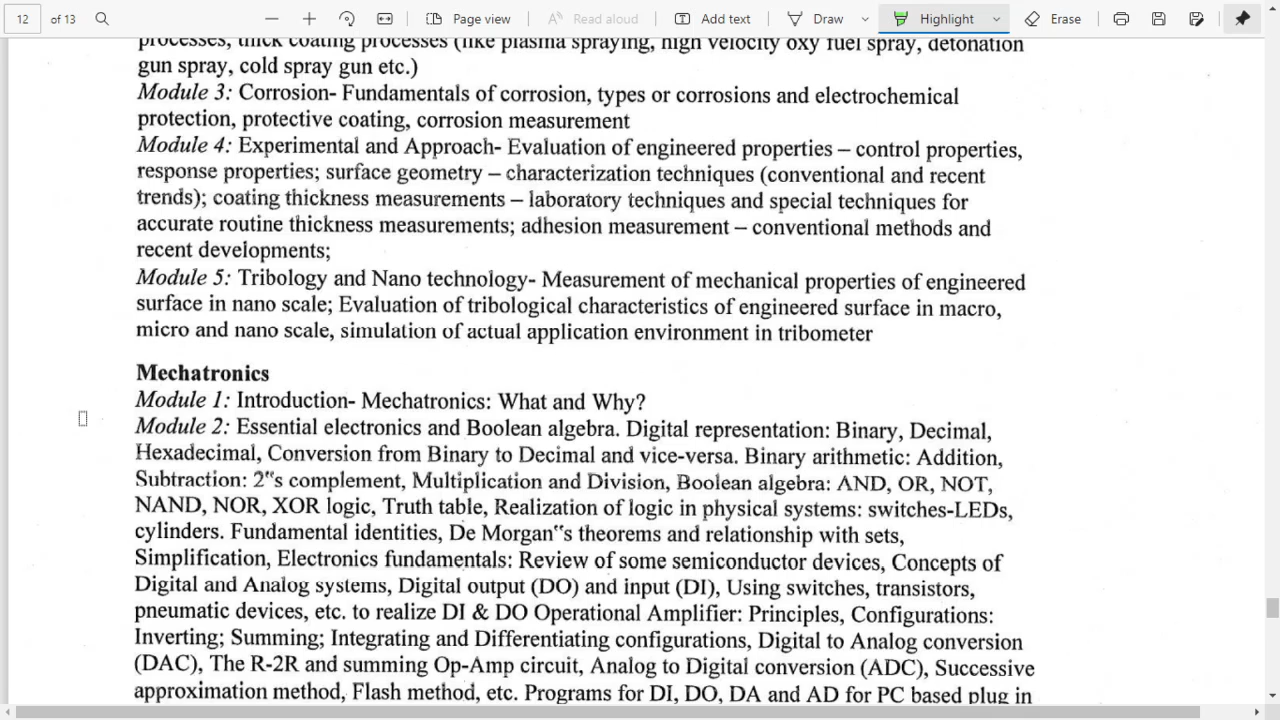 12 of 13 Page view Read aloud Add text Draw Highlight Erase
processes, thick coating processes (like plasma spraying, high velocity oxy fuel spray, detonation
gun spray, cold spray gun etc.)
Module 3: Corrosion- Fundamentals of corrosion, types or corrosions and electrochemical
protection, protective coating, corrosion measurement
Module 4: Experimental and Approach- Evaluation of engineered properties – control properties,
response properties; surface geometry – characterization techniques (conventional and recent
trends); coating thickness measurements – laboratory techniques and special techniques for
accurate routine thickness measurements; adhesion measurement – conventional methods and
recent developments;
Module 5: Tribology and Nano technology- Measurement of mechanical properties of engineered
surface in nano scale; Evaluation of tribological characteristics of engineered surface in macro,
micro and nano scale, simulation of actual application environment in tribometer
Mechatronics
Module 1: Introduction- Mechatronics: What and Why?
Module 2: Essential electronics and Boolean algebra. Digital representation: Binary, Decimal,
Hexadecimal, Conversion from Binary to Decimal and vice-versa. Binary arithmetic: Addition,
Subtraction: 2"s complement, Multiplication and Division, Boolean algebra: AND, OR, NOT,
NAND, NOR, XOR logic, Truth table, Realization of logic in physical systems: switches-LEDs,
cylinders. Fundamental identities, De Morgan"s theorems and relationship with sets,
Simplification, Electronics fundamentals: Review of some semiconductor devices, Concepts of
Digital and Analog systems, Digital output (DO) and input (DI), Using switches, transistors,
pneumatic devices, etc. to realize DI & DO Operational Amplifier: Principles, Configurations:
Inverting; Summing; Integrating and Differentiating configurations, Digital to Analog conversion
(DAC), The R-2R and summing Op-Amp circuit, Analog to Digital conversion (ADC), Successive
approximation method, Flash method, etc. Programs for DI, DO, DA and AD for PC based plug in